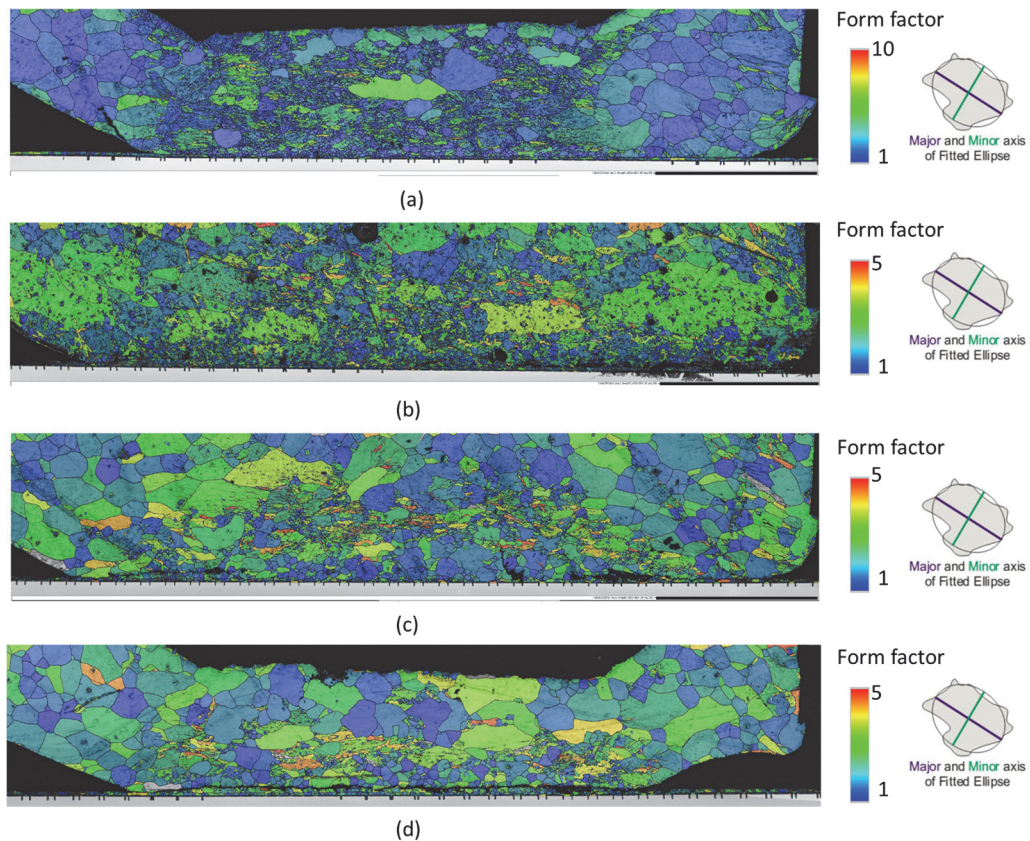 Form factor
10
1
Major and Minor axis
of Fitted Ellipse
(a)
Form factor
5
1
Major and Minor axis
of Fitted Ellipse
(b)
Form factor
5
1
Major and Minor axis
of Fitted Ellipse
(c)
Form factor
5
1
Major and Minor axis
of Fitted Ellipse
(d)